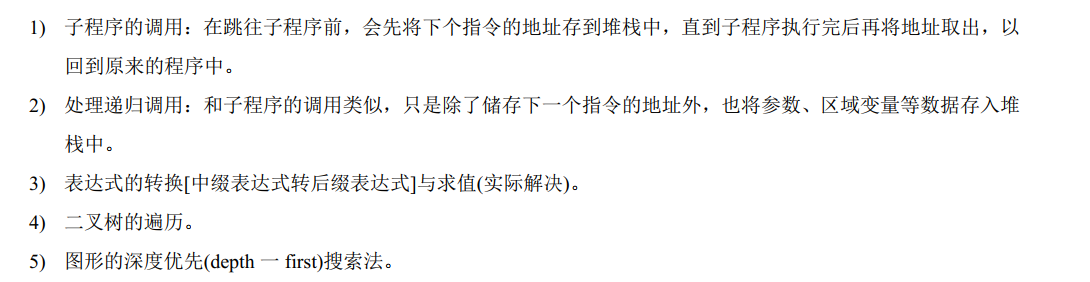 1) 子程序的调用：在跳往子程序前，会先将下个指令的地址存到堆栈中，直到子程序执行完后再将地址取出，以
回到原来的程序中。
2) 处理递归调用：和子程序的调用类似，只是除了储存下一个指令的地址外，也将参数、区域变量等数据存入堆
栈中。
3) 表达式的转换[中缀表达式转后缀表达式]与求值(实际解决)。
4) 二叉树的遍历。
5) 图形的深度优先(depth 一 first)搜索法。